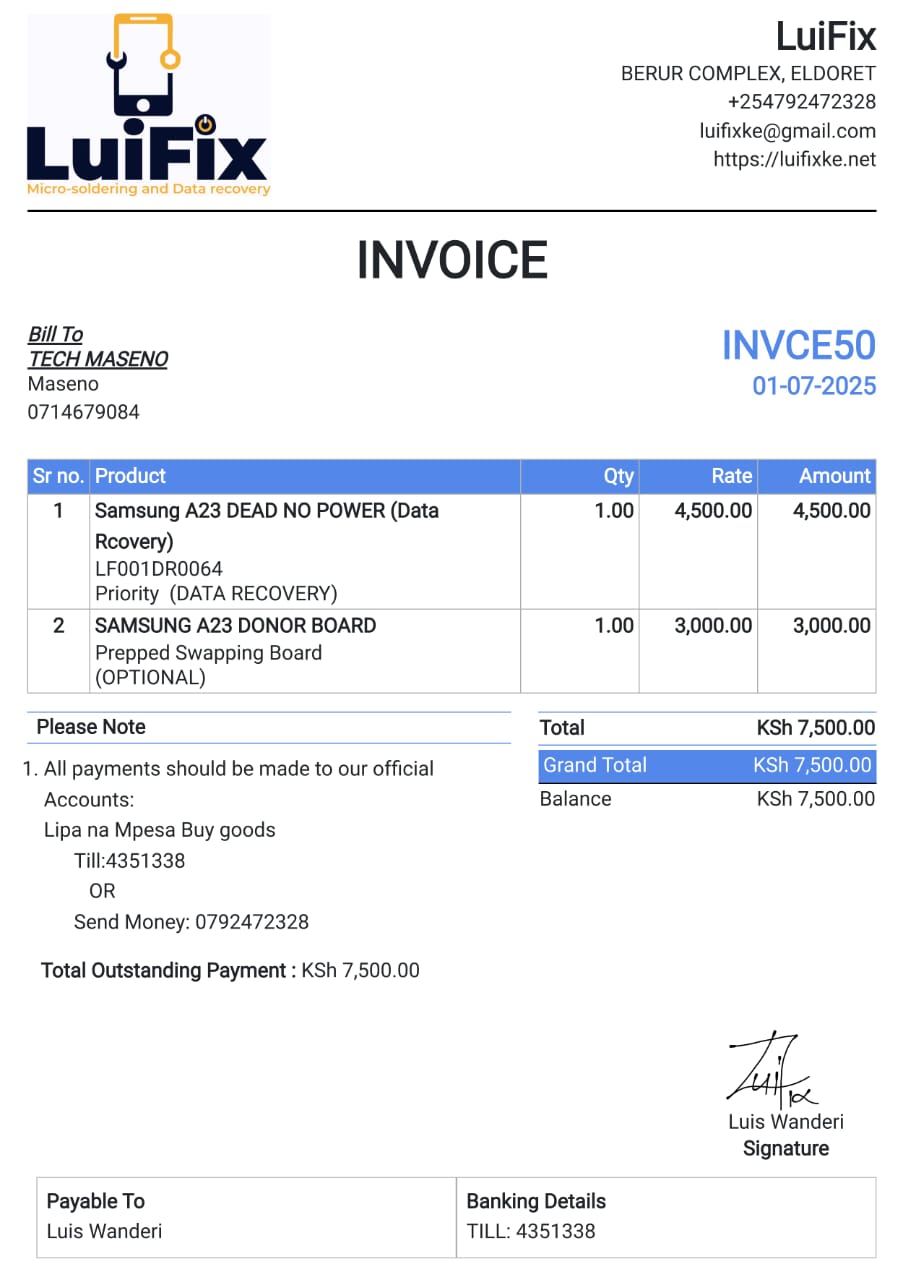 LuiFix
Micro-soldering and Data recovery
LuiFix
BERUR COMPLEX, ELDORET
+254792472328
luifixke@gmail.com
https://luifixke.net
INVOICE
Bill To
TECH MASENO
Maseno
0714679084
INVCE50
01-07-2025
Sr no. Product Qty Rate Amount
1 Samsung A23 DEAD NO POWER (Data 1.00 4,500.00 4,500.00
Rcovery)
LF001DR0064
Priority (DATA RECOVERY)
2 SAMSUNG A23 DONOR BOARD 1.00 3,000.00 3,000.00
Prepped Swapping Board
(OPTIONAL)
Please Note
1. All payments should be made to our official
Accounts:
Lipa na Mpesa Buy goods
Till:4351338
OR
Send Money: 0792472328
Total Outstanding Payment : KSh 7,500.00
Total KSh 7,500.00
Grand Total KSh 7,500.00
Balance KSh 7,500.00
Luifix
Luis Wanderi
Signature
Payable To
Luis Wanderi
Banking Details
TILL: 4351338